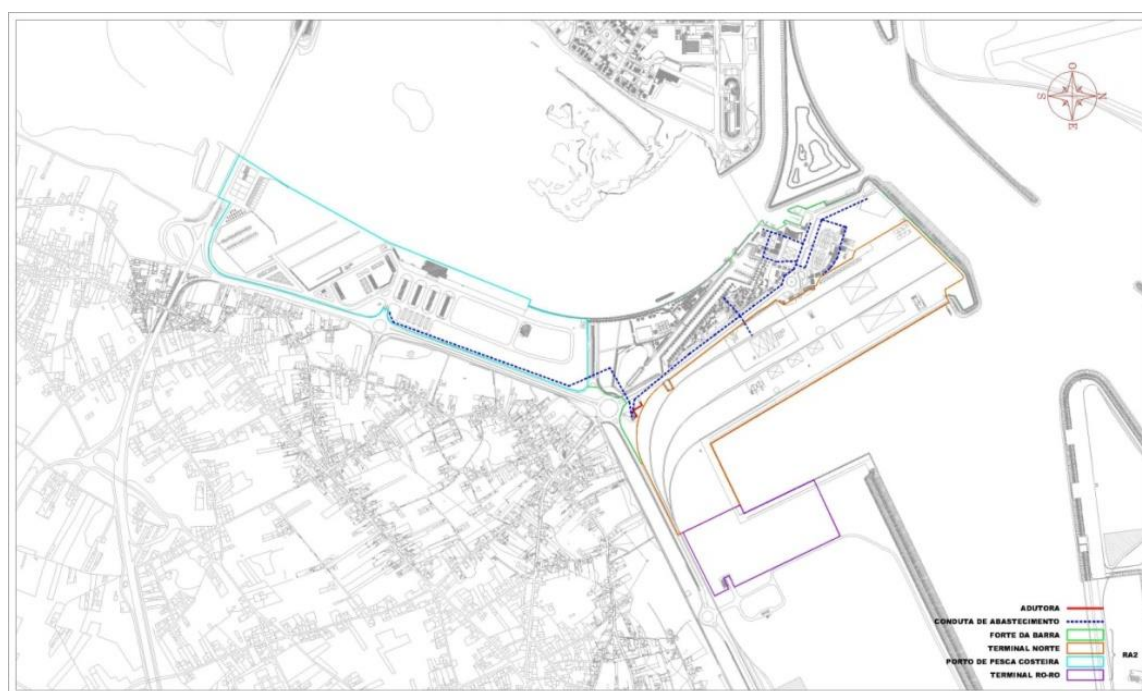 O
S N
E
ADUTORA
CONDUTA DE ABASTECIMENTO
FORTE DA BARRA
TERMINAL NORTE
RA2
PORTO DE PESCA COSTEIRA
TERMINAL RO-RO